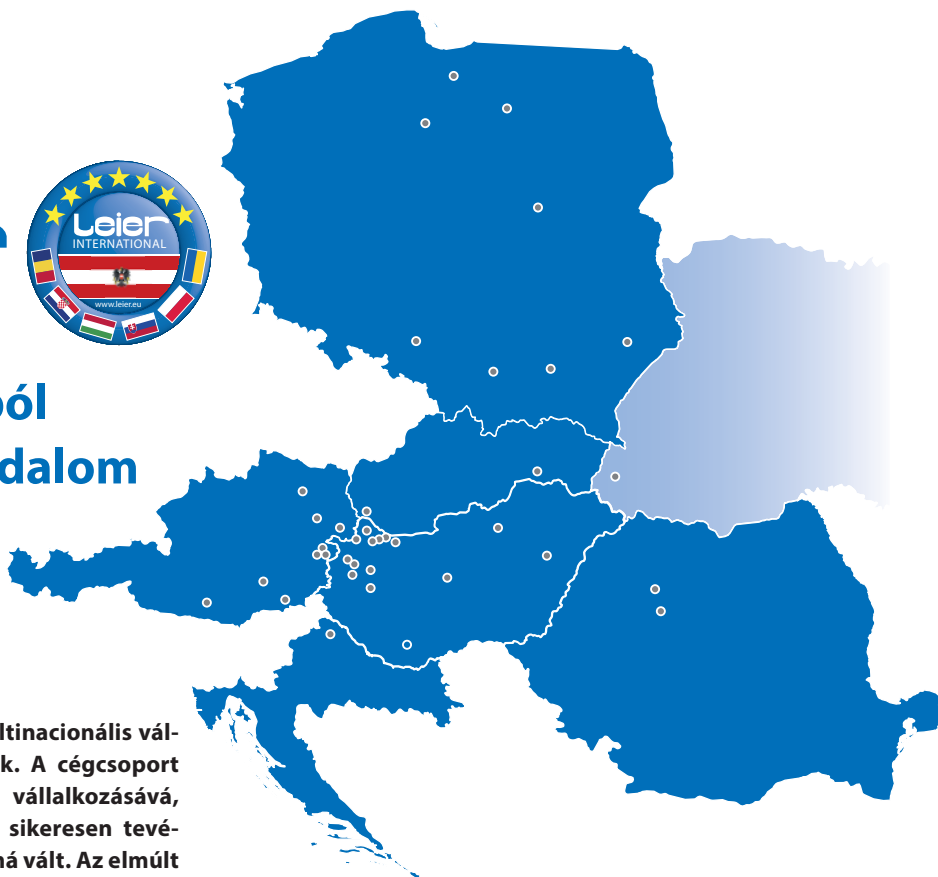 Leier
INTERNATIONAL
www.leier.eu
ból
dalom
ltinacionális vál-
k. A cégcsoport
vállalkozásává,
sikeresen tevé-
ná vált. Az elmúlt